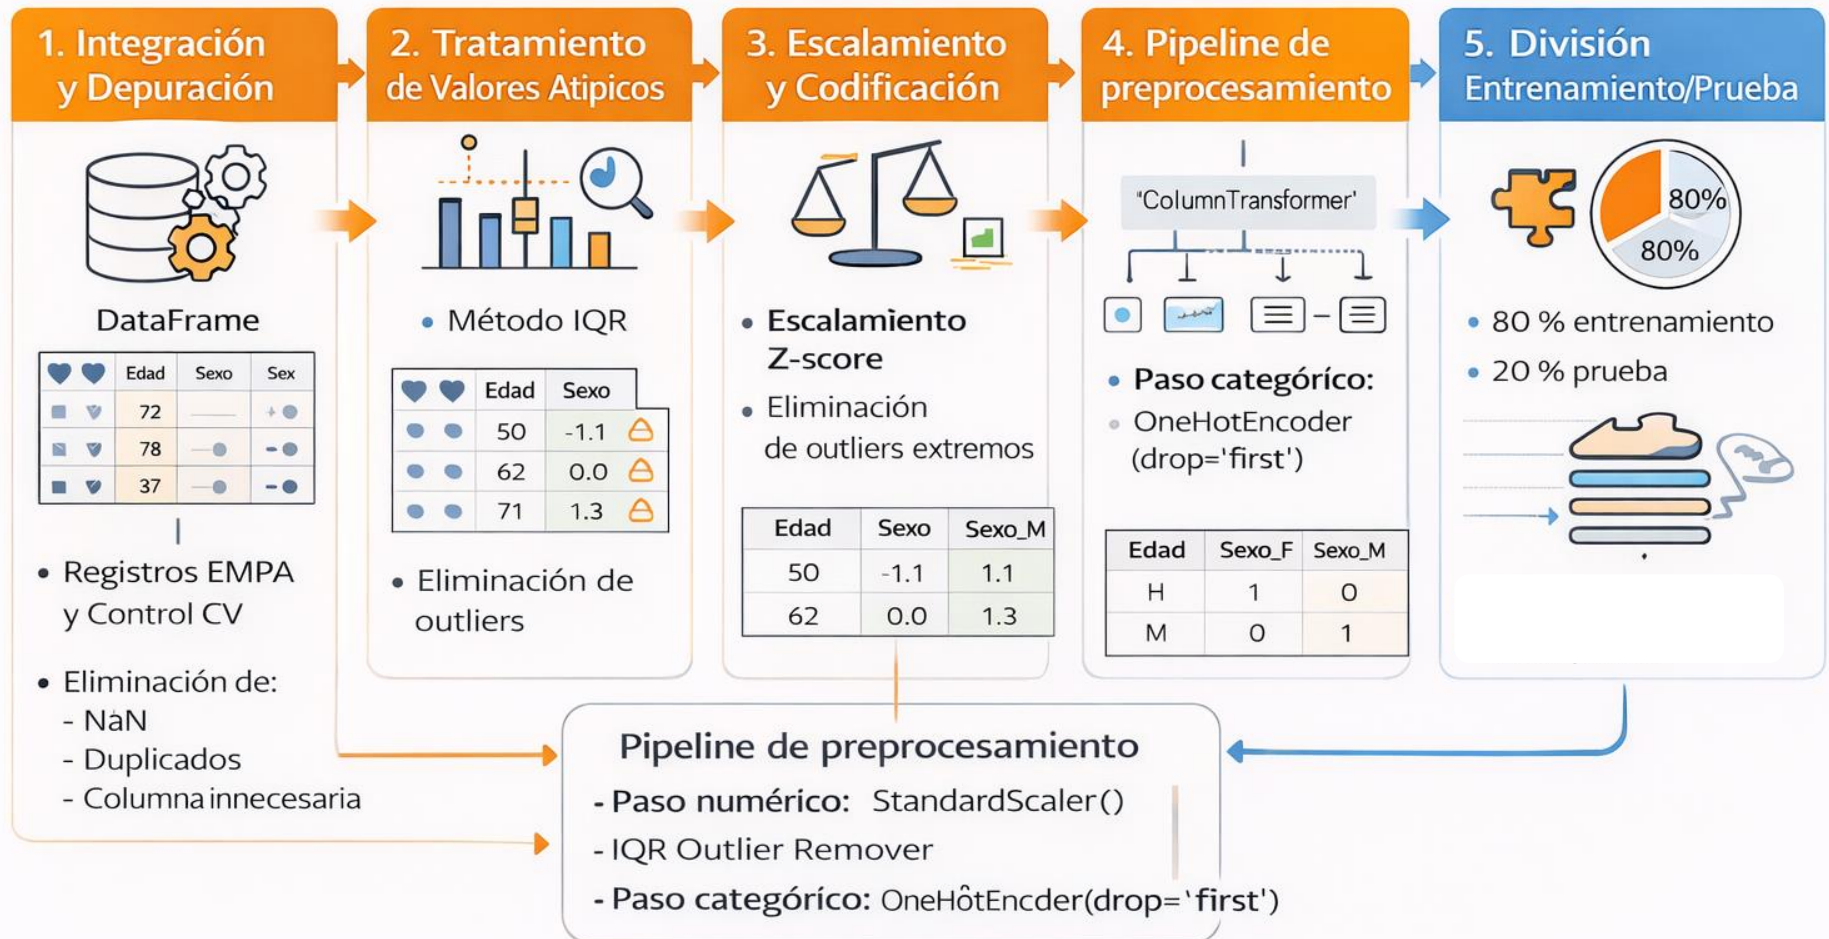 1. Integración
y Depuración
DataFrame
Edad Sexo Sex
72
78
37
• Registros EMPA
y Control CV
• Eliminación de:
- NaN
- Duplicados
- Columna innecesaria
2. Tratamiento
de Valores Atipicos
• Método IQR
Edad Sexo
50 -1.1
62 0.0
71 1.3
• Eliminación de
outliers
3. Escalamiento
y Codificación
• Escalamiento
Z-score
• Eliminación
de outliers extremos
Edad Sexo Sexo_M
50 -1.1 1.1
62 0.0 1.3
4. Pipeline de
preprocesamiento
'ColumnTransformer'
• Paso categóríco:
• OneHotEncoder
(drop='first')
Edad Sexo_F Sexo_M
H 1 0
M 0 1
5. División
Entrenamiento/Prueba
80%
80%
• 80 % entrenamiento
• 20 % prueba
Pipeline de preprocesamiento
- Paso numérico: StandardScaler()
- IQR Outlier Remover
- Paso categóríco: OneHôtEncder(drop=‘first')